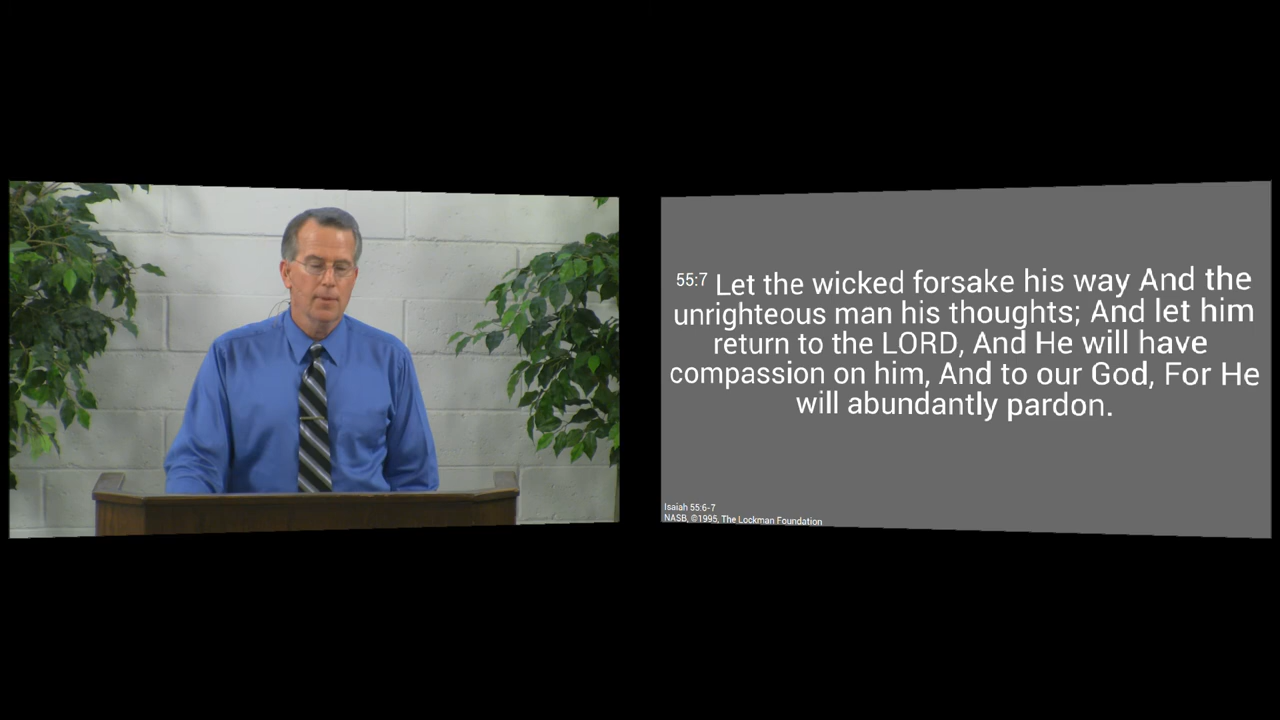 55:7 Let the wicked forsake his way And the
unrighteous man his thoughts; And let him
return to the LORD, And He will have
compassion on him, And to our God, For He
will abundantly pardon.
Isaiah 55:6-7
NASB, ©1995, The Lockman Foundation